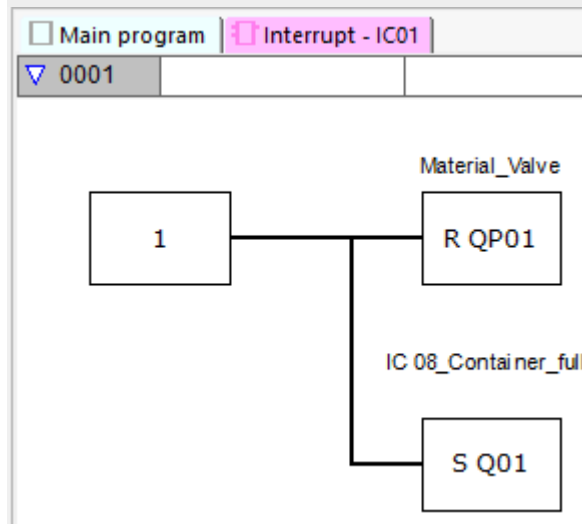 Main program
Interrupt - IC01
0001
Material_Valve
1
R QP01
IC 08_Container_full
S Q01